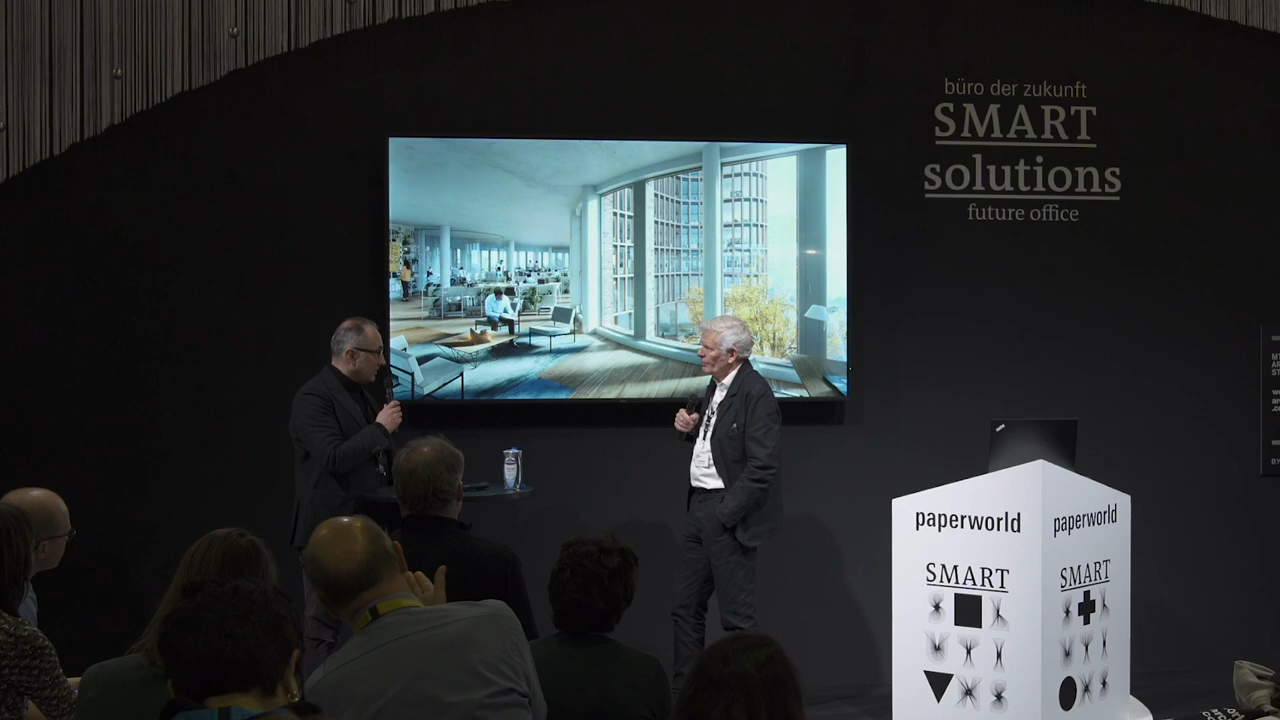 büro der zukunft
SMART
solutions
future office
paperworld
SMART
paperworld
SMART